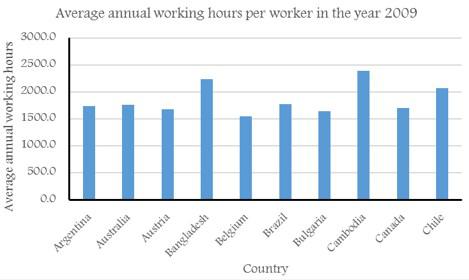 Average annual working hours per worker in the year 2009
Average annual working hours
3000.0
2500.0
2000.0
1500.0
1000.0
500.0
0.0
Argentina
Australia
Austria
Bangladesh
Belgium
Brazil
Bulgaria
Cambodia
Canada
Chile
Country